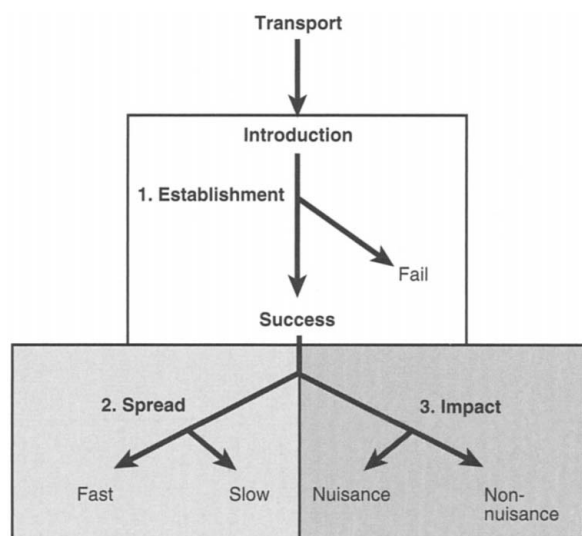 Transport
Introduction
1. Establishment
Fail
Success
2. Spread
3. Impact
Fast
Slow
Nuisance
Non-
nuisance